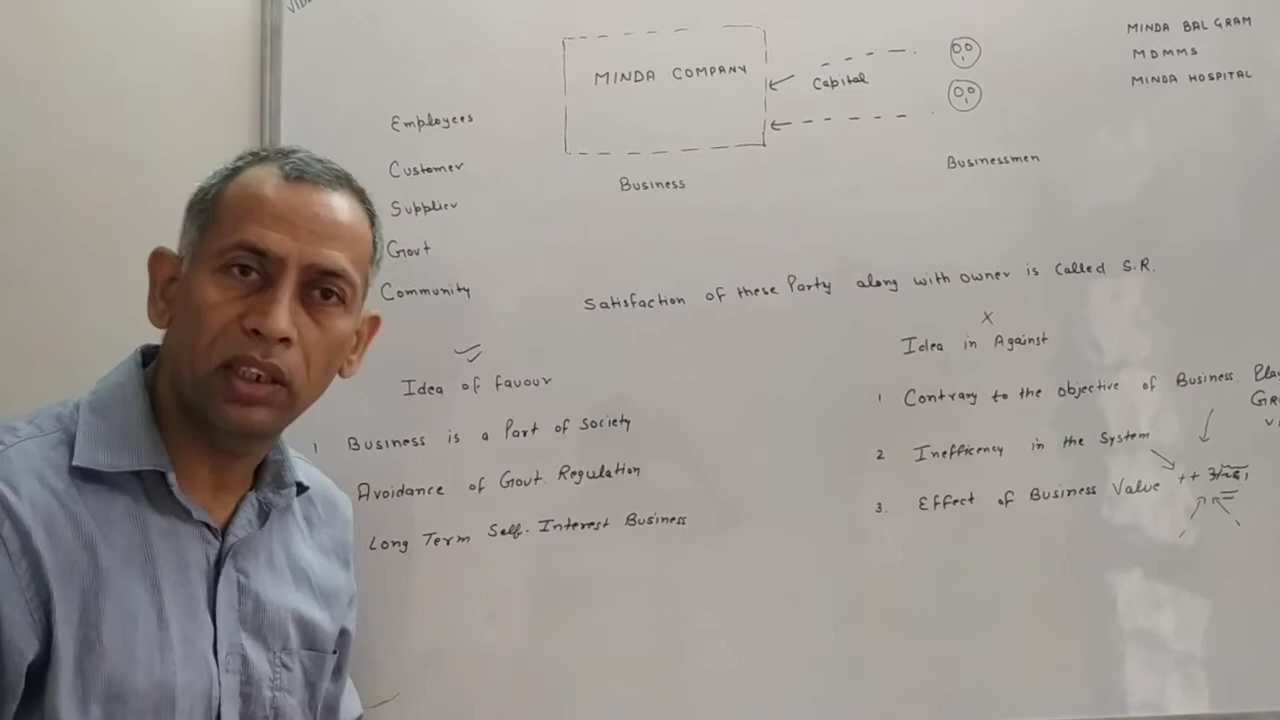 MINDA BAL GRAM
MDMMS
MINDA HOSPITAL
MINDA COMPANY
Capital
Business
Businessmen
Employees
Customer
Supplier
Govt
Community
Satisfaction of these Party along with owner is Called S.R.
Idea of favour
1 Business is a Part of Society
Avoidance of Govt. Regulation
Long Term Self-Interest Business
X
Idea in Against
1 Contrary to the objective of Business
2 Inefficency in the System
3. Effect of Business Value ++